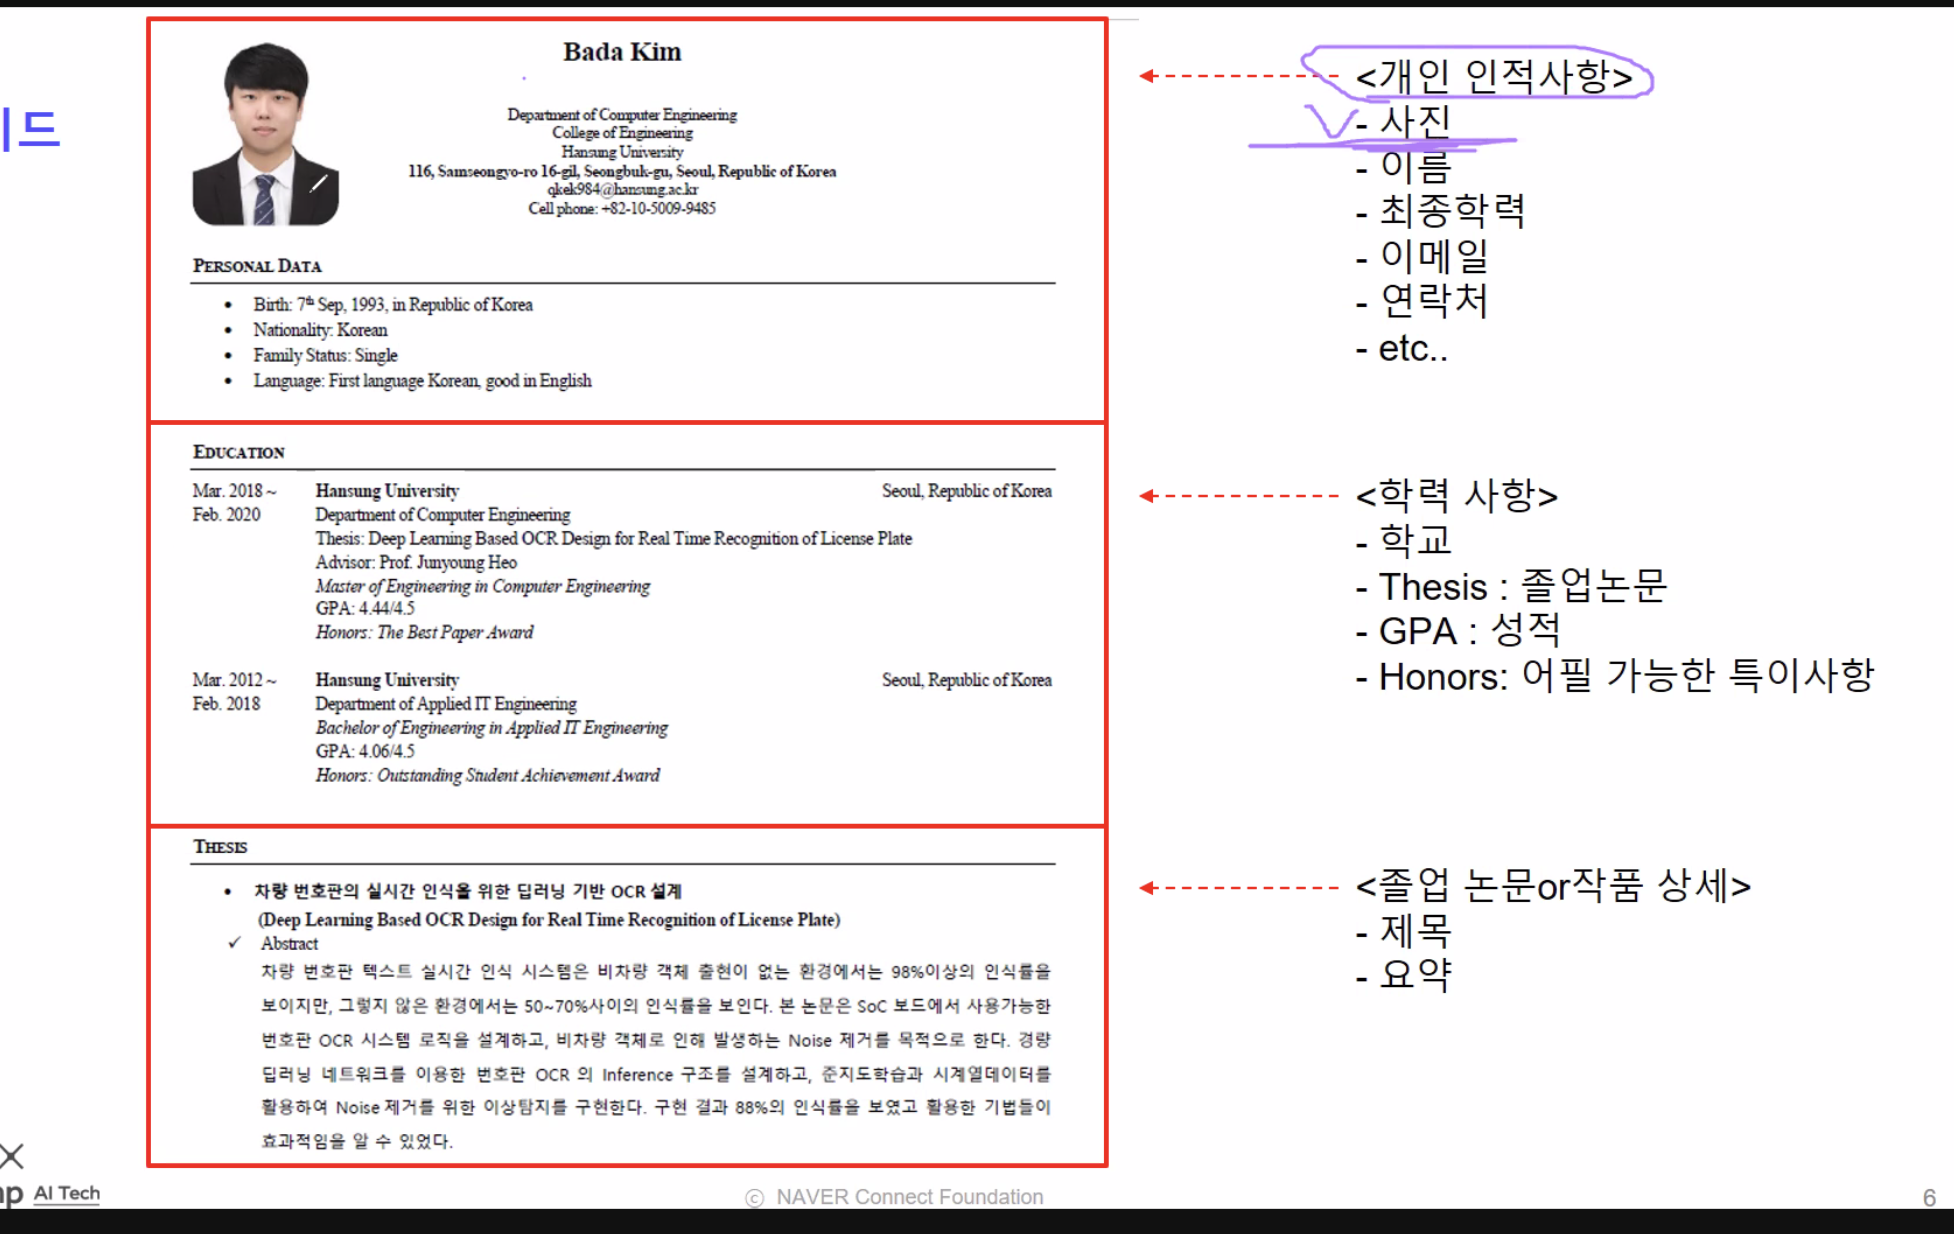 이드
Bada Kim
Department of Computer Engineering
College of Engineering
Hansung University
116, Samseongyo-ro 16-gil, Seongbuk-gu, Seoul, Republic of Korea
qkek984@hansung.ac.kr
Cell phone: +82-10-5009-9485
PERSONAL DATA
• Birth: 7th Sep, 1993, in Republic of Korea
• Nationality: Korean
• Family Status: Single
• Language: First language Korean, good in English
<개인 인적사항>
- 사진
- 이름
- 최종학력
- 이메일
- 연락처
- etc..
EDUCATION
Mar. 2018 ~ Hansung University Seoul, Republic of Korea
Feb. 2020 Department of Computer Engineering
Thesis: Deep Learning Based OCR Design for Real Time Recognition of License Plate
Advisor: Prof. Junyoung Heo
Master of Engineering in Computer Engineering
GPA: 4.44/4.5
Honors: The Best Paper Award
Mar. 2012 ~ Hansung University Seoul, Republic of Korea
Feb. 2018 Department of Applied IT Engineering
Bachelor of Engineering in Applied IT Engineering
GPA: 4.06/4.5
Honors: Outstanding Student Achievement Award
<학력 사항>
- 학교
- Thesis : 졸업논문
- GPA : 성적
- Honors: 어필 가능한 특이사항
THESIS
• 차량 번호판의 실시간 인식을 위한 딥러닝 기반 OCR 설계
(Deep Learning Based OCR Design for Real Time Recognition of License Plate)
✓ Abstract
차량 번호판 텍스트 실시간 인식 시스템은 비차량 객체 출현이 없는 환경에서는 98%이상의 인식률을
보이지만, 그렇지 않은 환경에서는 50~70%사이의 인식률을 보인다. 본 논문은 SoC 보드에서 사용가능한
번호판 OCR 시스템 로직을 설계하고, 비차량 객체로 인해 발생하는 Noise 제거를 목적으로 한다. 경량
딥러닝 네트워크를 이용한 번호판 OCR 의 Inference 구조를 설계하고, 준지도학습과 시계열데이터를
활용하여 Noise 제거를 위한 이상탐지를 구현한다. 구현 결과 88%의 인식률을 보였고 활용한 기법들이
효과적임을 알 수 있었다.
<졸업 논문or작품 상세>
- 제목
- 요약
AI Tech
© NAVER Connect Foundation
6